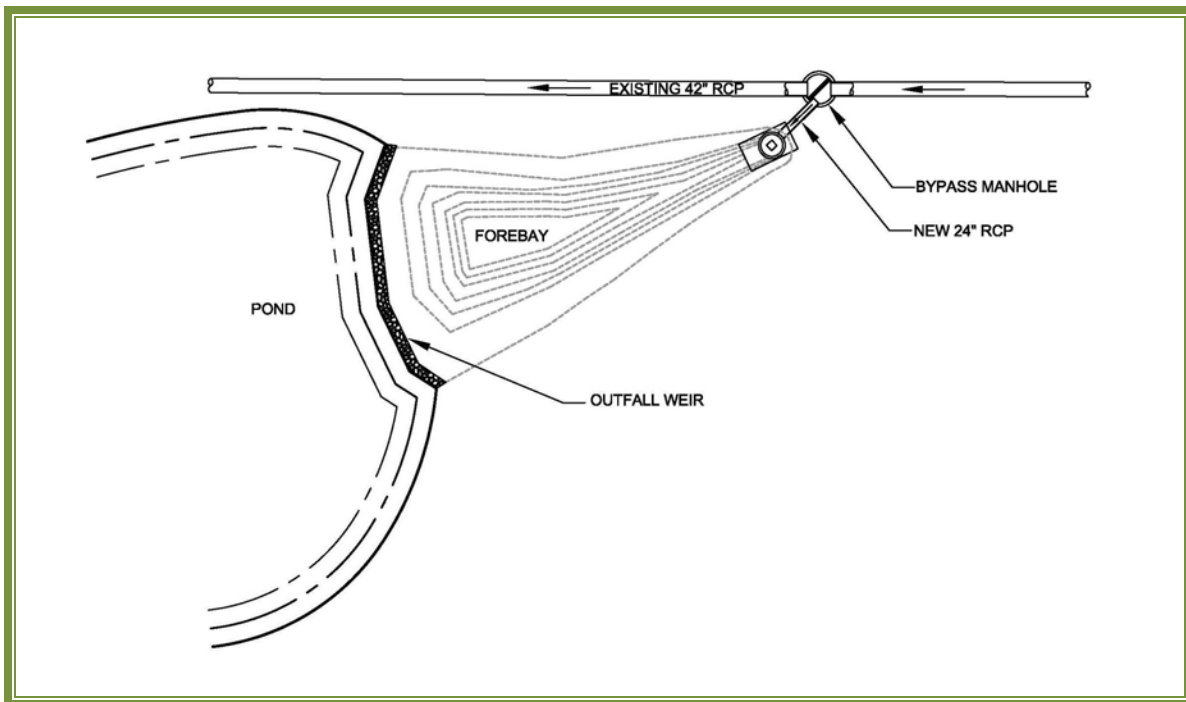 EXISTING 42" RCP
BYPASS MANHOLE
NEW 24" RCP
FOREBAY
POND
OUTFALL WEIR